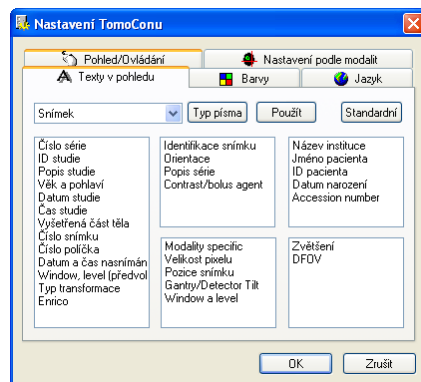 Nastavení TomoConu
Pohled/Ovládání
Nastavení podle modalit
Texty v pohledu
Barvy
Jazyk
Snímek
Typ písma
Použít
Standardní
Číslo série
ID studie
Popis studie
Věk a pohlaví
Datum studie
Čas studie
Vyšetřená část těla
Číslo snímku
Číslo políčka
Datum a čas nasnímán
Window, level (předvol
Typ transformace
Enrico
Identifikace snímku
Orientace
Popis série
Contrast/bolus agent
Název instituce
Jméno pacienta
ID pacienta
Datum narození
Accession number
Modality specific
Velikost pixelu
Pozice snímku
Gantry/Detector Tilt
Window a level
Zvětšení
DFOV
OK
Zrušit